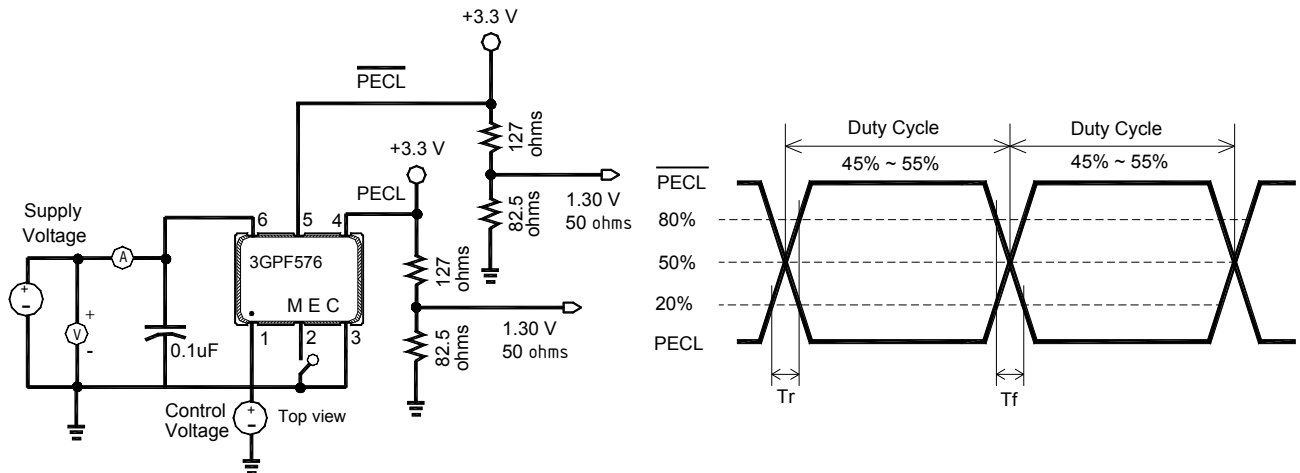 +3.3 V
PECL
127 ohms
82.5 ohms
1.30 V
50 ohms
+3.3 V
PECL
127 ohms
82.5 ohms
1.30 V
50 ohms
Supply
Voltage
+
-
A
+
V
-
0.1uF
6
5
4
3GPF576
M E C
1
2
3
Control
Voltage
+
-
Top view
Duty Cycle
Duty Cycle
45% ~ 55%
45% ~ 55%
PECL
80%
50%
20%
PECL
Tr
Tf